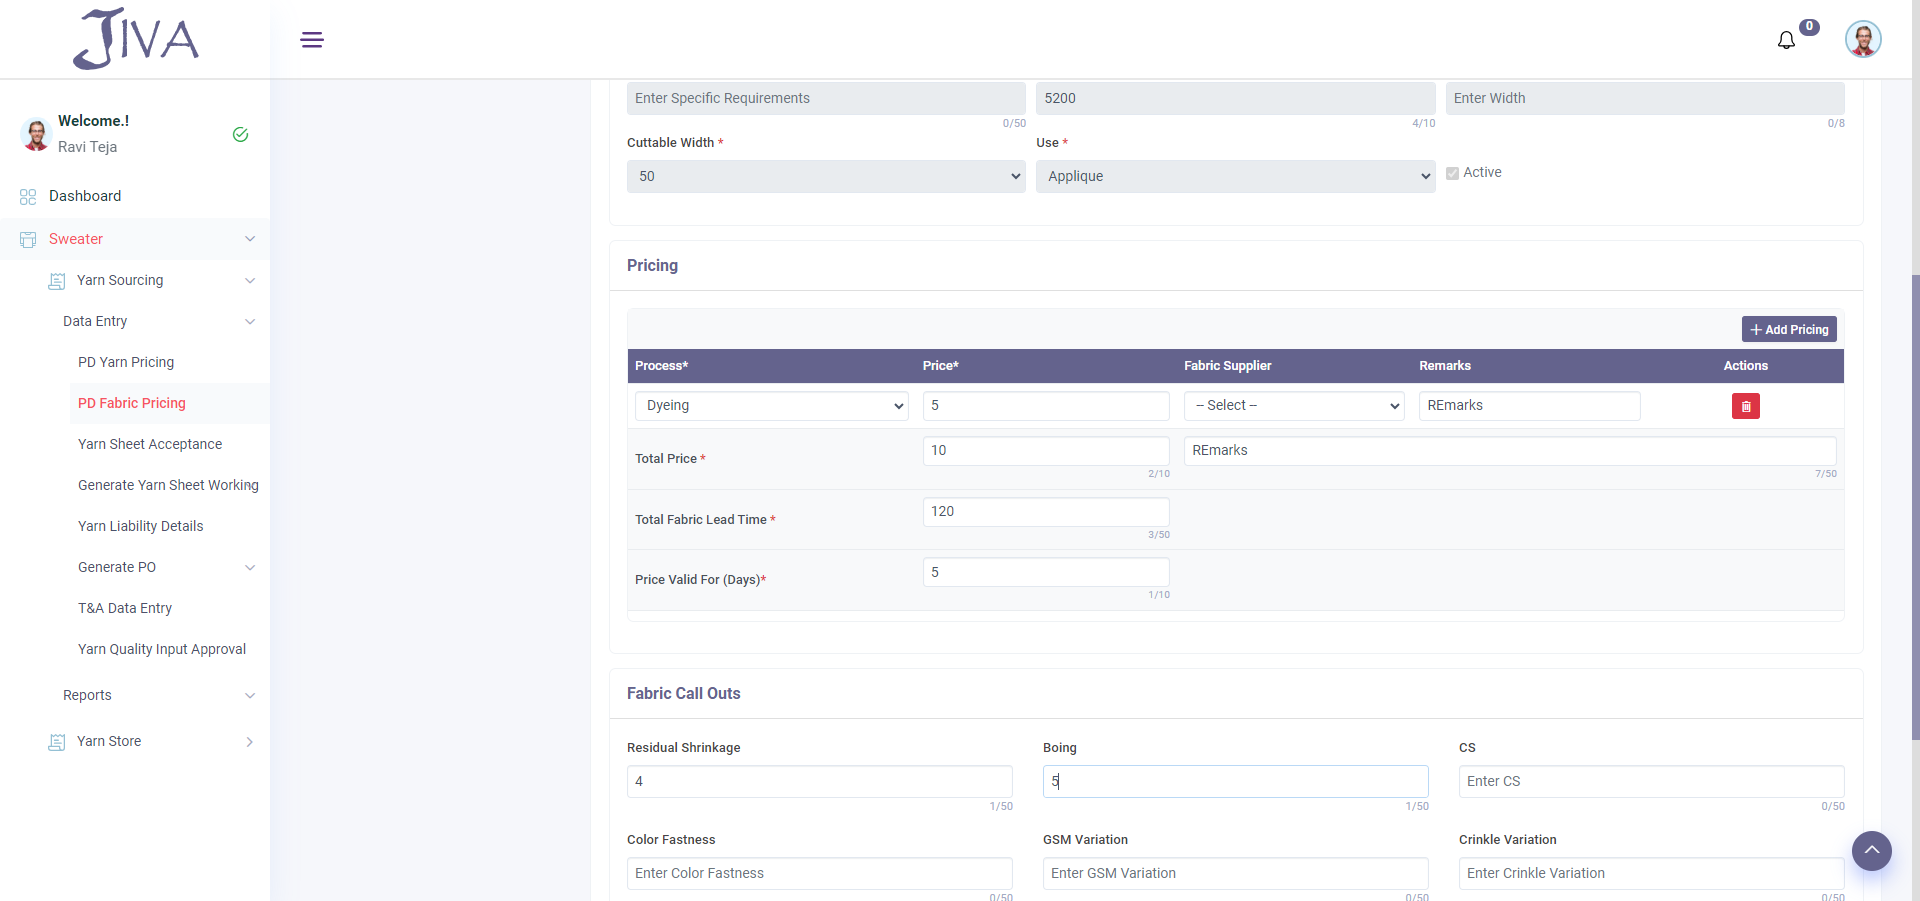 JIVA
0
Welcome.!
Ravi Teja
Dashboard
Sweater
Yarn Sourcing
Data Entry
PD Yarn Pricing
PD Fabric Pricing
Yarn Sheet Acceptance
Generate Yarn Sheet Working
Yarn Liability Details
Generate PO
T&A Data Entry
Yarn Quality Input Approval
Reports
Yarn Store
Enter Specific Requirements 5200 Enter Width
0/50 4/10 0/8
Cuttable Width * Use *
50 Applique Active
Pricing
Add Pricing
Process* Price* Fabric Supplier Remarks Actions
Dyeing 5 -- Select -- REmarks
Total Price * 10 REmarks
2/10 7/50
Total Fabric Lead Time * 120
3/50
Price Valid For (Days)* 5
1/10
Fabric Call Outs
Residual Shrinkage Boing CS
4 5 Enter CS
1/50 1/50 0/50
Color Fastness GSM Variation Crinkle Variation
Enter Color Fastness Enter GSM Variation Enter Crinkle Variation
0/50 0/50 0/50